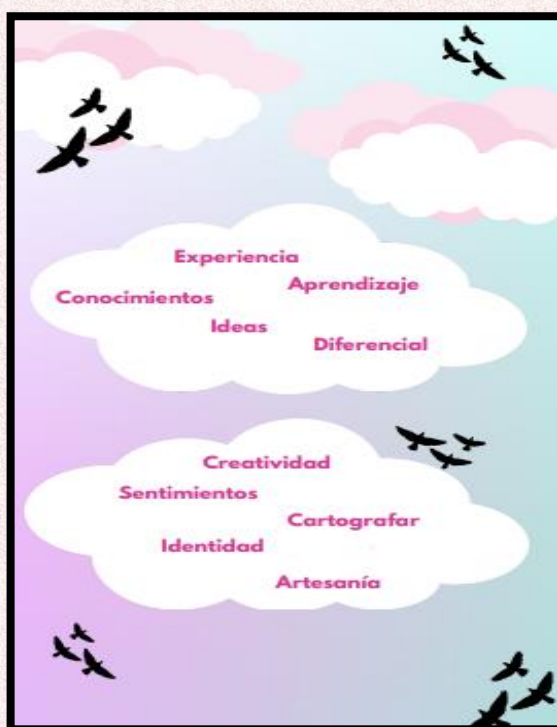 Experiencia
Aprendizaje
Conocimientos
Ideas
Diferencial
Creatividad
Sentimientos
Cartografar
Identidad
Artesanía